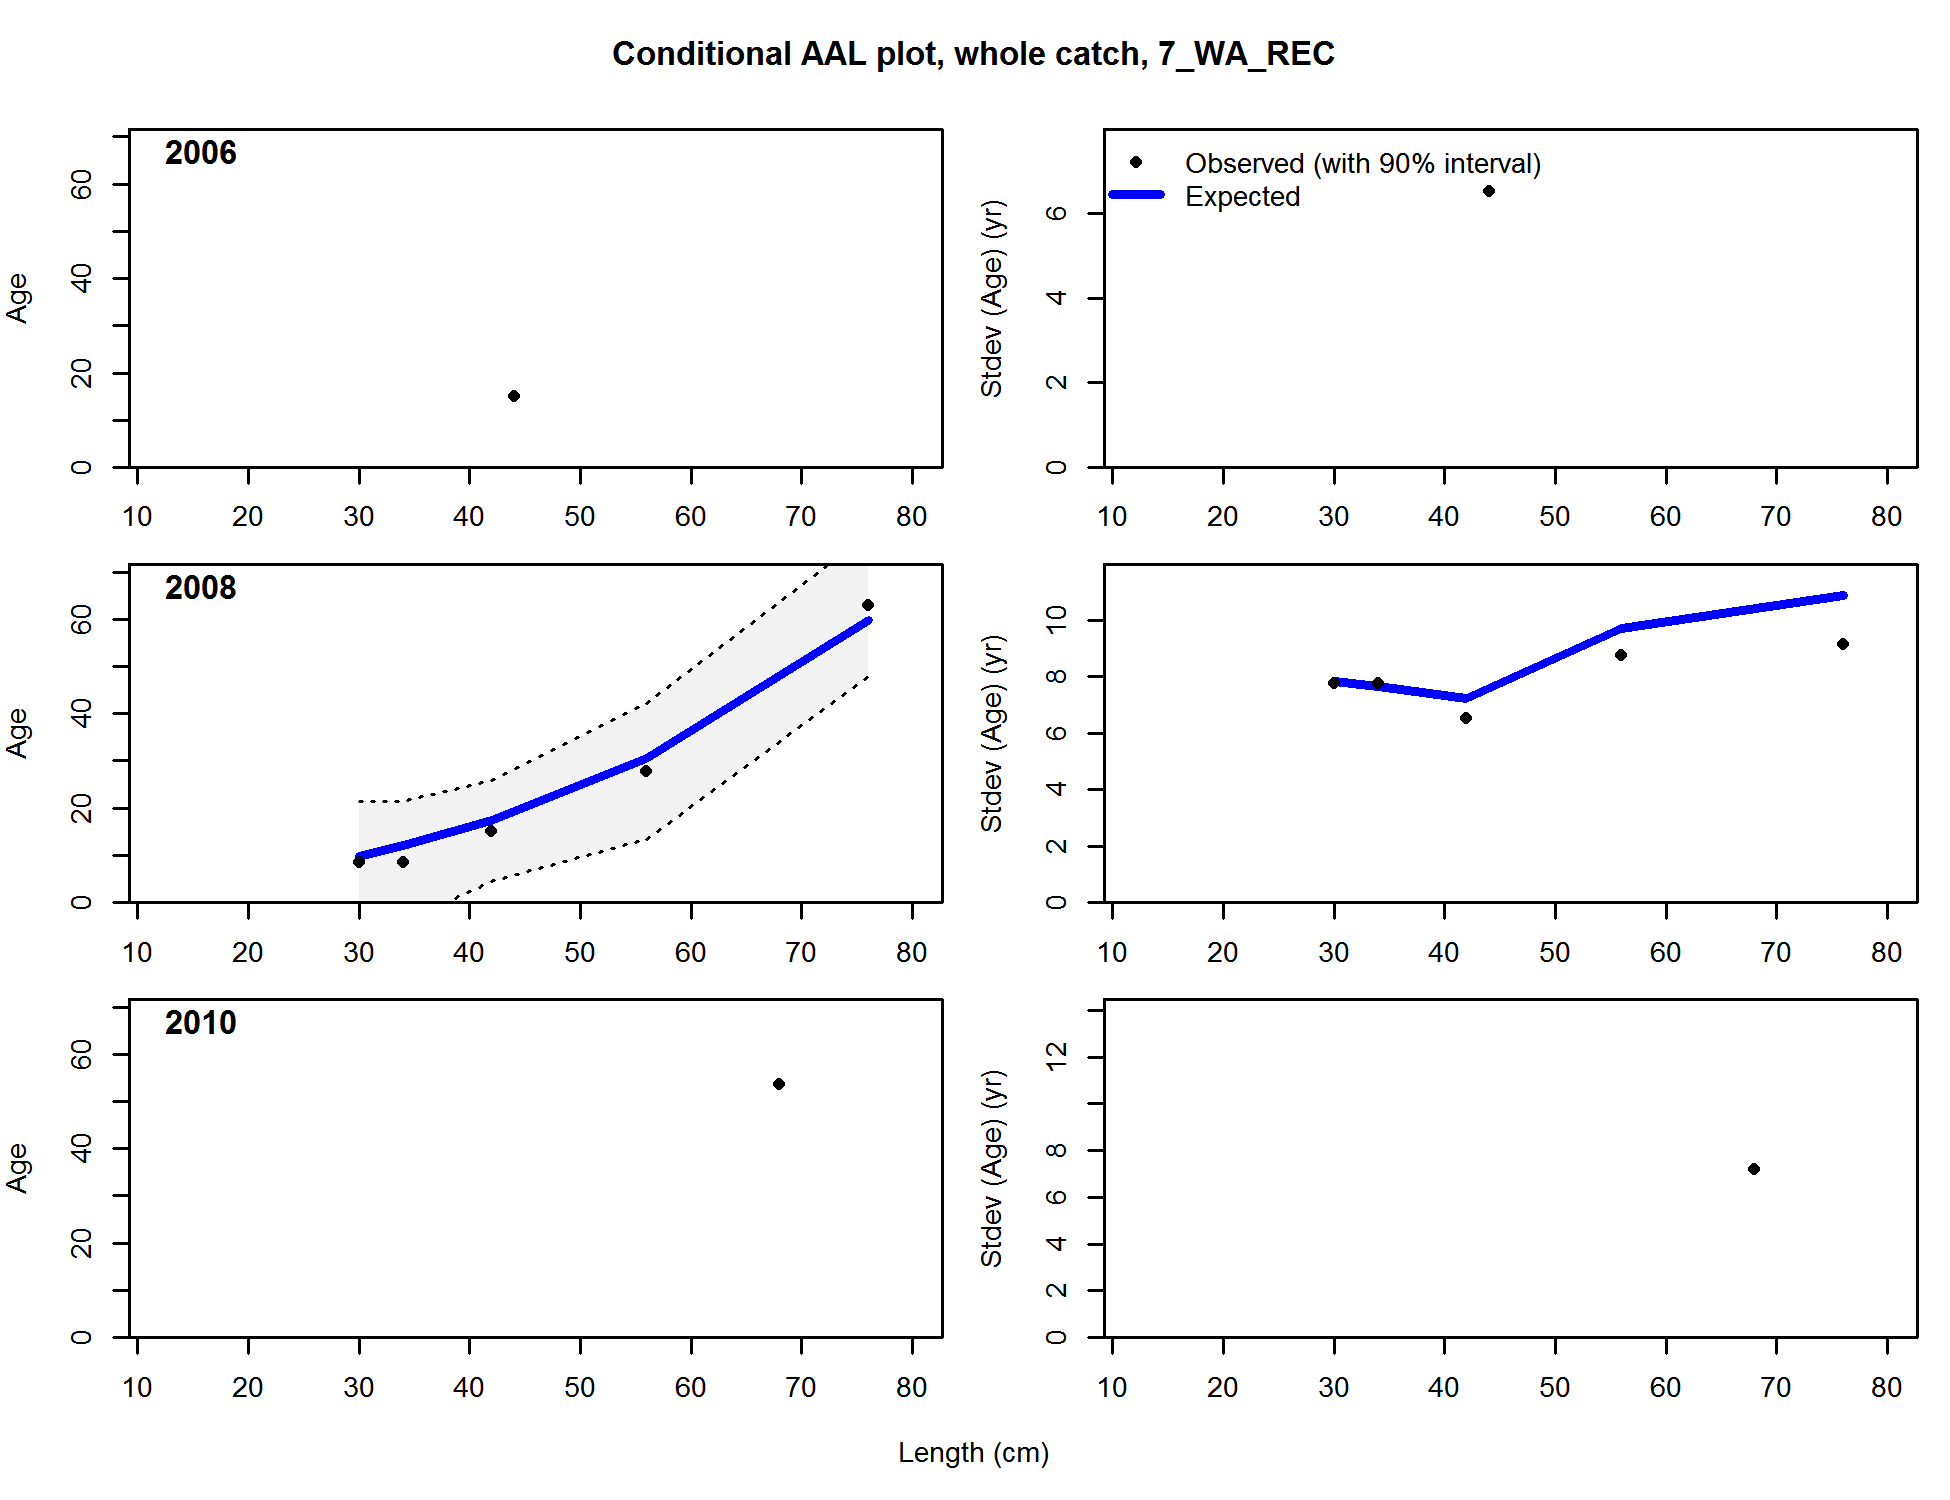 Conditional AAL plot, whole catch, 7_WA_REC
2006
Age
0 20 40 60
10 20 30 40 50 60 70 80
Observed (with 90% interval)
Expected
Stdev (Age) (yr)
0 2 4 6
10 20 30 40 50 60 70 80
2008
Age
0 20 40 60
10 20 30 40 50 60 70 80
Stdev (Age) (yr)
0 2 4 6 8 10
10 20 30 40 50 60 70 80
2010
Age
0 20 40 60
10 20 30 40 50 60 70 80
Stdev (Age) (yr)
0 2 4 6 8 12
10 20 30 40 50 60 70 80
Length (cm)